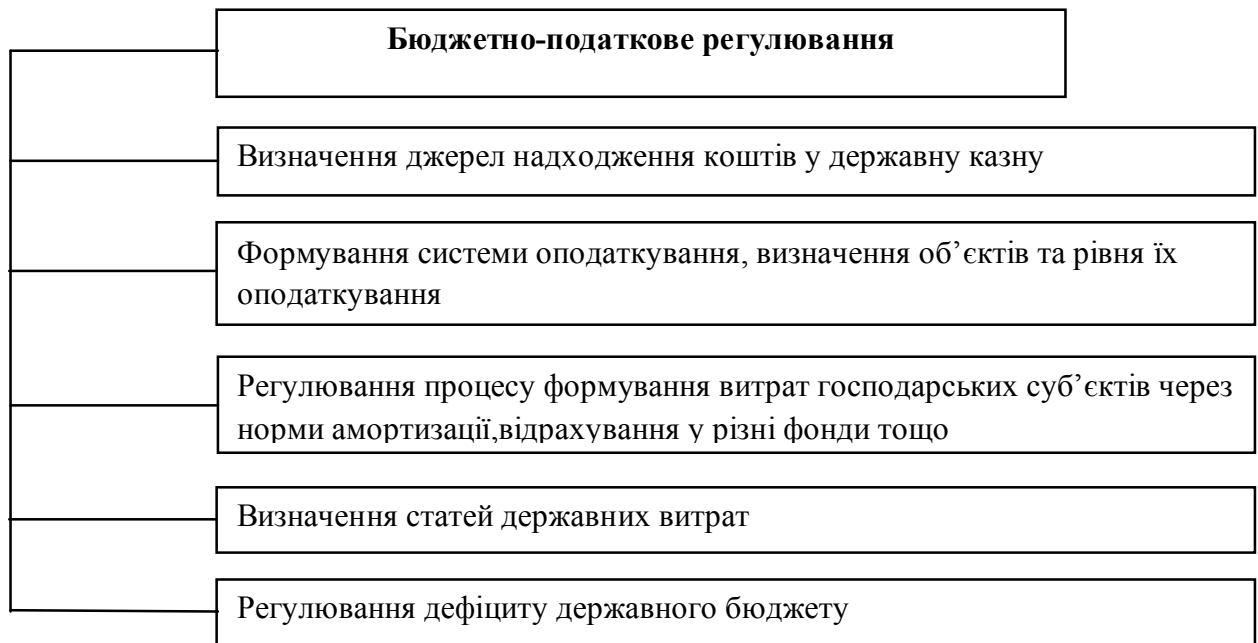 Бюджетно-податкове регулювання
Визначення джерел надходження коштів у державну казну
Формування системи оподаткування, визначення об’єктів та рівня їх
оподаткування
Регулювання процесу формування витрат господарських суб’єктів через
норми амортизації,відрахування у різні фонди тощо
Визначення статей державних витрат
Регулювання дефіциту державного бюджету